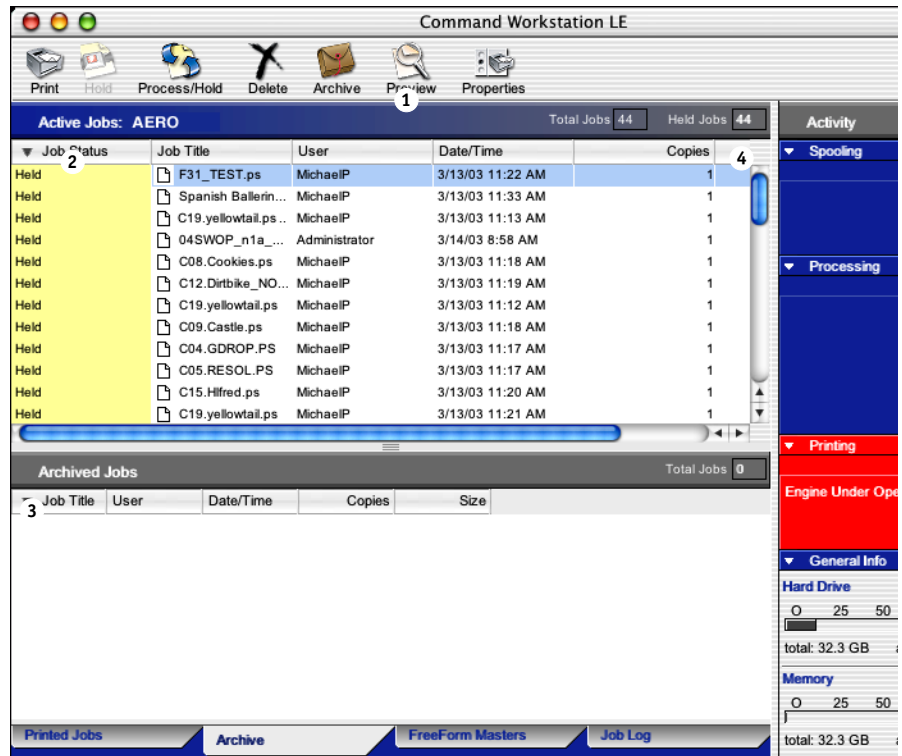 Command Workstation LE
Print Hold Process/Hold Delete Archive Preview Properties
1
Active Jobs: AERO Total Jobs 44 Held Jobs 44 Activity
Job Status Job Title User Date/Time Copies
2 4
Spooling
Held F31_TEST.ps MichaelP 3/13/03 11:22 AM 1
Held Spanish Ballerin... MichaelP 3/13/03 11:33 AM 1
Held C19.yellowtail.ps .. MichaelP 3/13/03 11:13 AM 1
Held 04SWOP_n1a_... Administrator 3/14/03 8:58 AM 1
Held C08.Cookies.ps MichaelP 3/13/03 11:18 AM 1
Processing
Held C12.Dirtbike_NO... MichaelP 3/13/03 11:19 AM 1
Held C19.yellowtail.ps MichaelP 3/13/03 11:12 AM 1
Held C09.Castle.ps MichaelP 3/13/03 11:18 AM 1
Held C04.GDROP.PS MichaelP 3/13/03 11:17 AM 1
Held C05.RESOL.PS MichaelP 3/13/03 11:17 AM 1
Held C15.Hlfred.ps MichaelP 3/13/03 11:20 AM 1
Held C19.yellowtail.ps MichaelP 3/13/03 11:21 AM 1
Printing
Archived Jobs Total Jobs 0
Engine Under Ope
Job Title User Date/Time Copies Size
3
General Info
Hard Drive
0 25 50
total: 32.3 GB a
Memory
0 25 50
total: 32.3 GB
Printed Jobs Archive FreeForm Masters Job Log